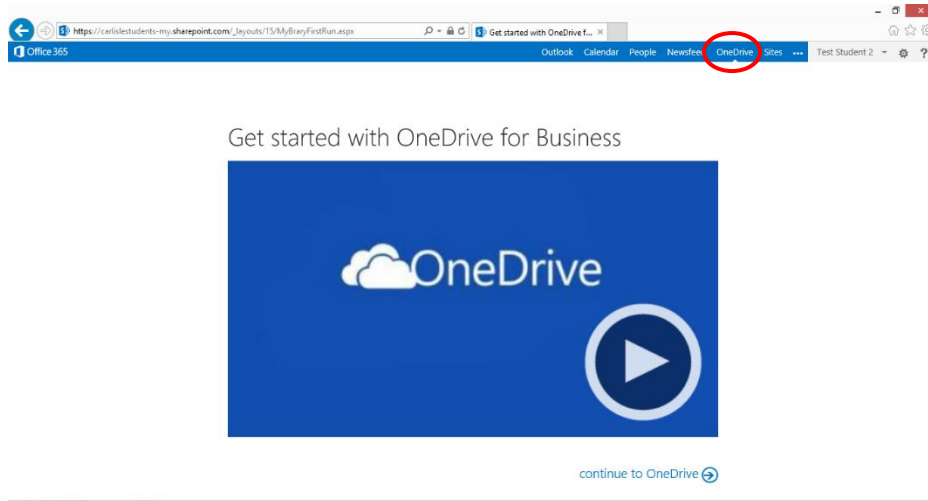 https://carlislestudents-my.sharepoint.com/_layouts/15/MyBraryFirstRun.aspx
Get started with OneDrive f...
Office 365
Outlook Calendar People Newsfeed OneDrive Sites ... Test Student 2 ?
Get started with OneDrive for Business
OneDrive
continue to OneDrive